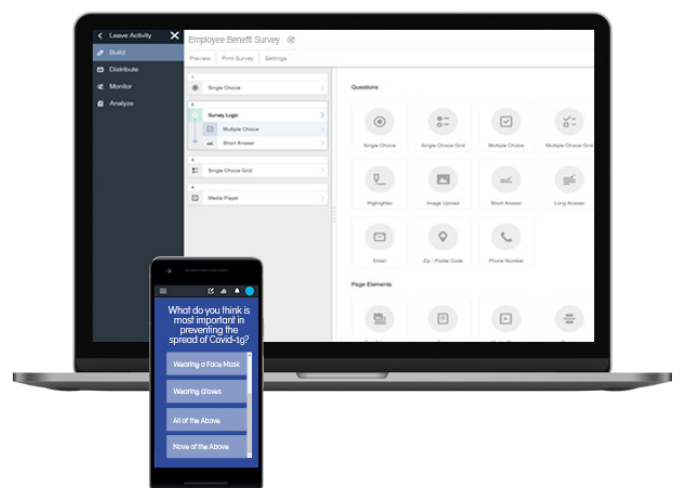 Leave Activity
Build
Distribute
Monitor
Analyze
Employee Benefit Survey
Preview
Print Survey
Settings
1
Single Choice
2
Survey Logic
Multiple Choice
Short Answer
Single Choice Grid
Media Player
Questions
Single Choice
Single Choice Grid
Multiple Choice
Multiple Choice Grid
Highlighter
Image Upload
Short Answer
Long Answer
Email
Zip / Postal Code
Phone Number
Page Elements
What do you think is
most important in
preventing the
spread of Covid-19?
Wearing a Face Mask
Wearing Gloves
All of the Above
Nove of the Above